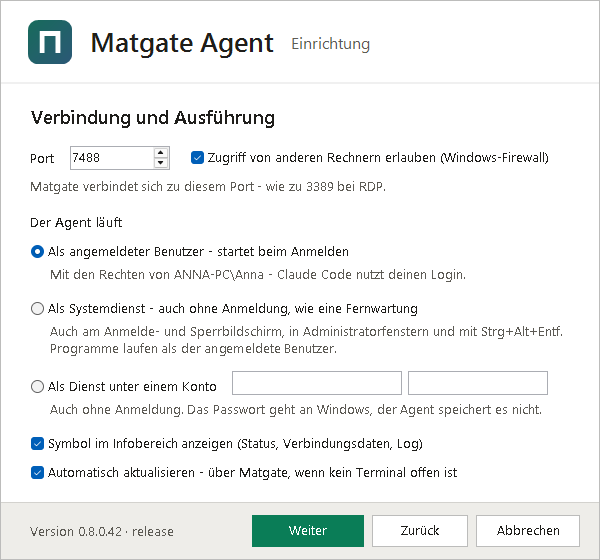 Matgate Agent Einrichtung
Verbindung und Ausführung
Port 7488 Zugriff von anderen Rechnern erlauben (Windows-Firewall)
Matgate verbindet sich zu diesem Port - wie zu 3389 bei RDP.
Der Agent läuft
Als angemeldeter Benutzer - startet beim Anmelden
Mit den Rechten von ANNA-PC\Anna - Claude Code nutzt deinen Login.
Als Systemdienst - auch ohne Anmeldung, wie eine Fernwartung
Auch am Anmelde- und Sperrbildschirm, in Administratorfenstern und mit Strg+Alt+Entf.
Programme laufen als der angemeldete Benutzer.
Als Dienst unter einem Konto
Auch ohne Anmeldung. Das Passwort geht an Windows, der Agent speichert es nicht.
Symbol im Infobereich anzeigen (Status, Verbindungsdaten, Log)
Automatisch aktualisieren - über Matgate, wenn kein Terminal offen ist
Version 0.8.0.42 · release Weiter Zurück Abbrechen